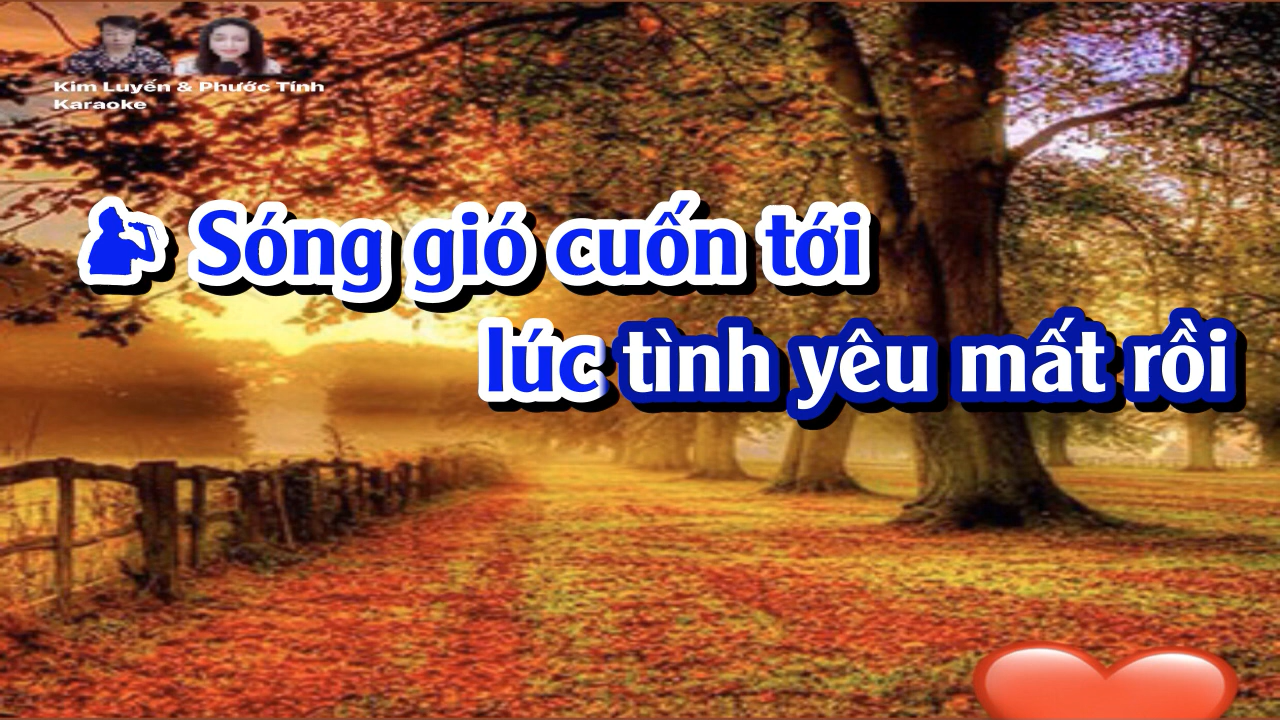 Kim Luyến & Phước Tính
Karaoke
Sóng gió cuốn tới
lúc tình yêu mất rồi